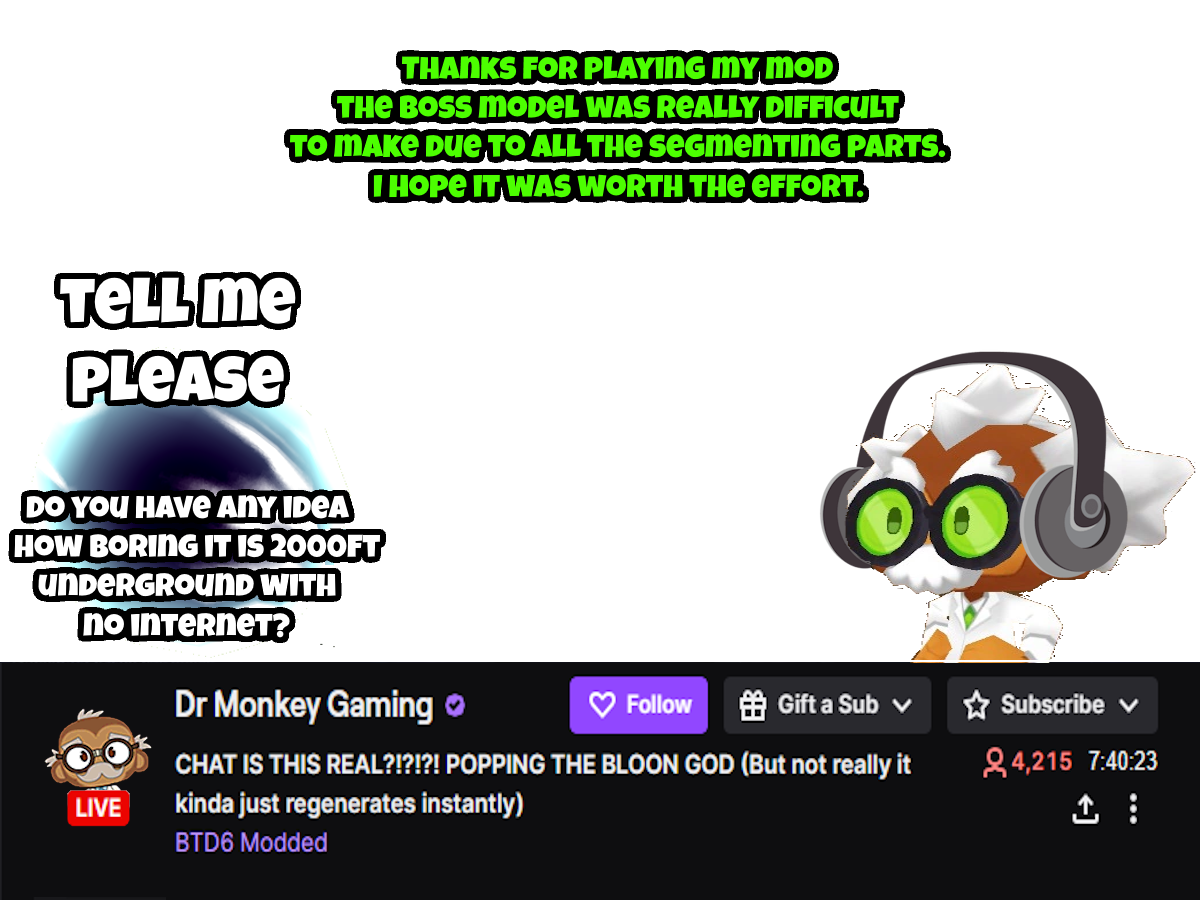 THANKS FOR PLAYING MY MOD
THE BOSS MODEL WAS REALLY DIFFICULT
TO MAKE DUE TO ALL THE SEGMENTING PARTS.
I HOPE IT WAS WORTH THE EFFORT.
TELL ME
PLEASE
DO YOU HAVE ANY IDEA
HOW BORING IT IS 2000FT
UNDERGROUND WITH
NO INTERNET?
Dr Monkey Gaming
Follow
Gift a Sub
Subscribe
CHAT IS THIS REAL?!?!?! POPPING THE BLOON GOD (But not really it
kinda just regenerates instantly)
4,215 7:40:23
LIVE
BTD6 Modded